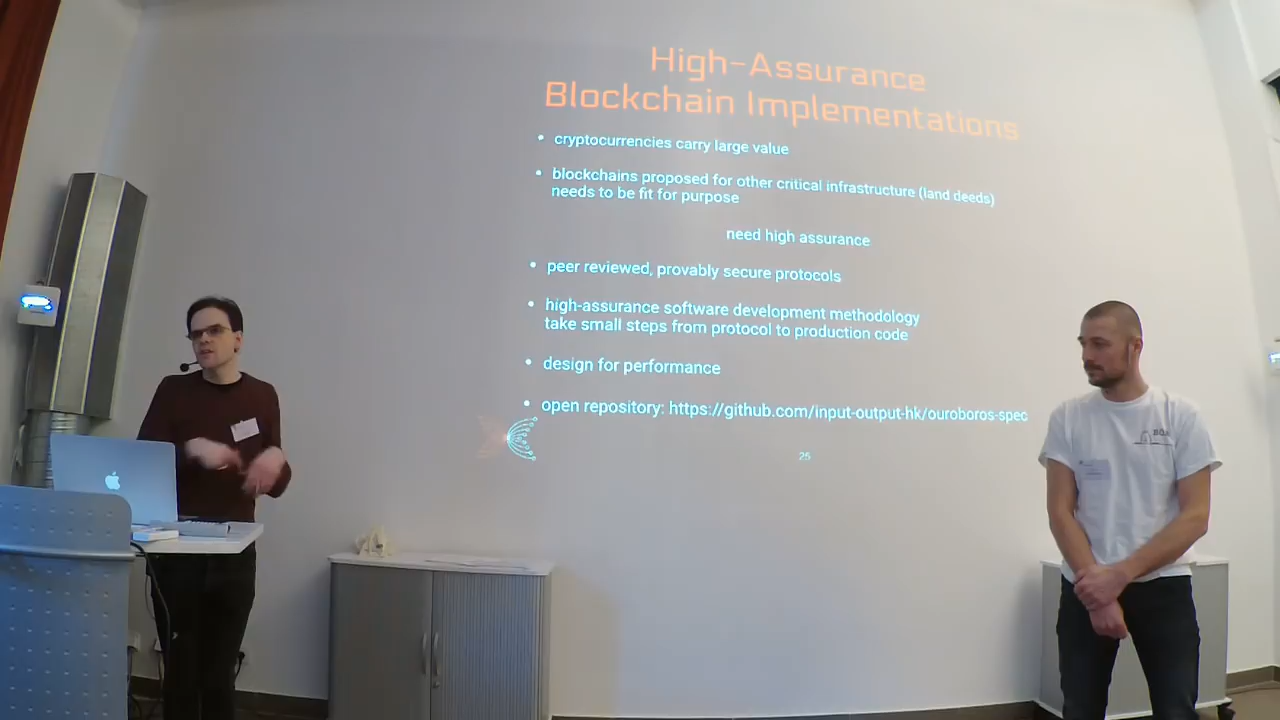 High-Assurance
Blockchain Implementations
• cryptocurrencies carry large value
• blockchains proposed for other critical infrastructure (land deeds)
needs to be fit for purpose
need high assurance
• peer reviewed, provably secure protocols
• high-assurance software development methodology
take small steps from protocol to production code
• design for performance
• open repository: https://github.com/input-output-hk/ouroboros-spec
25